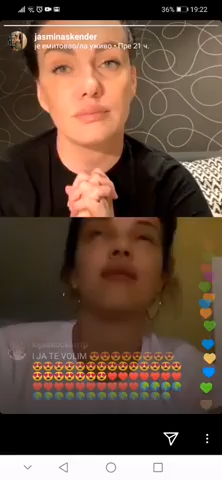 36% 19:22
jasminaskender
је емитовао/ла уживо · Пре 21 ч.
I JA TE VOLIM